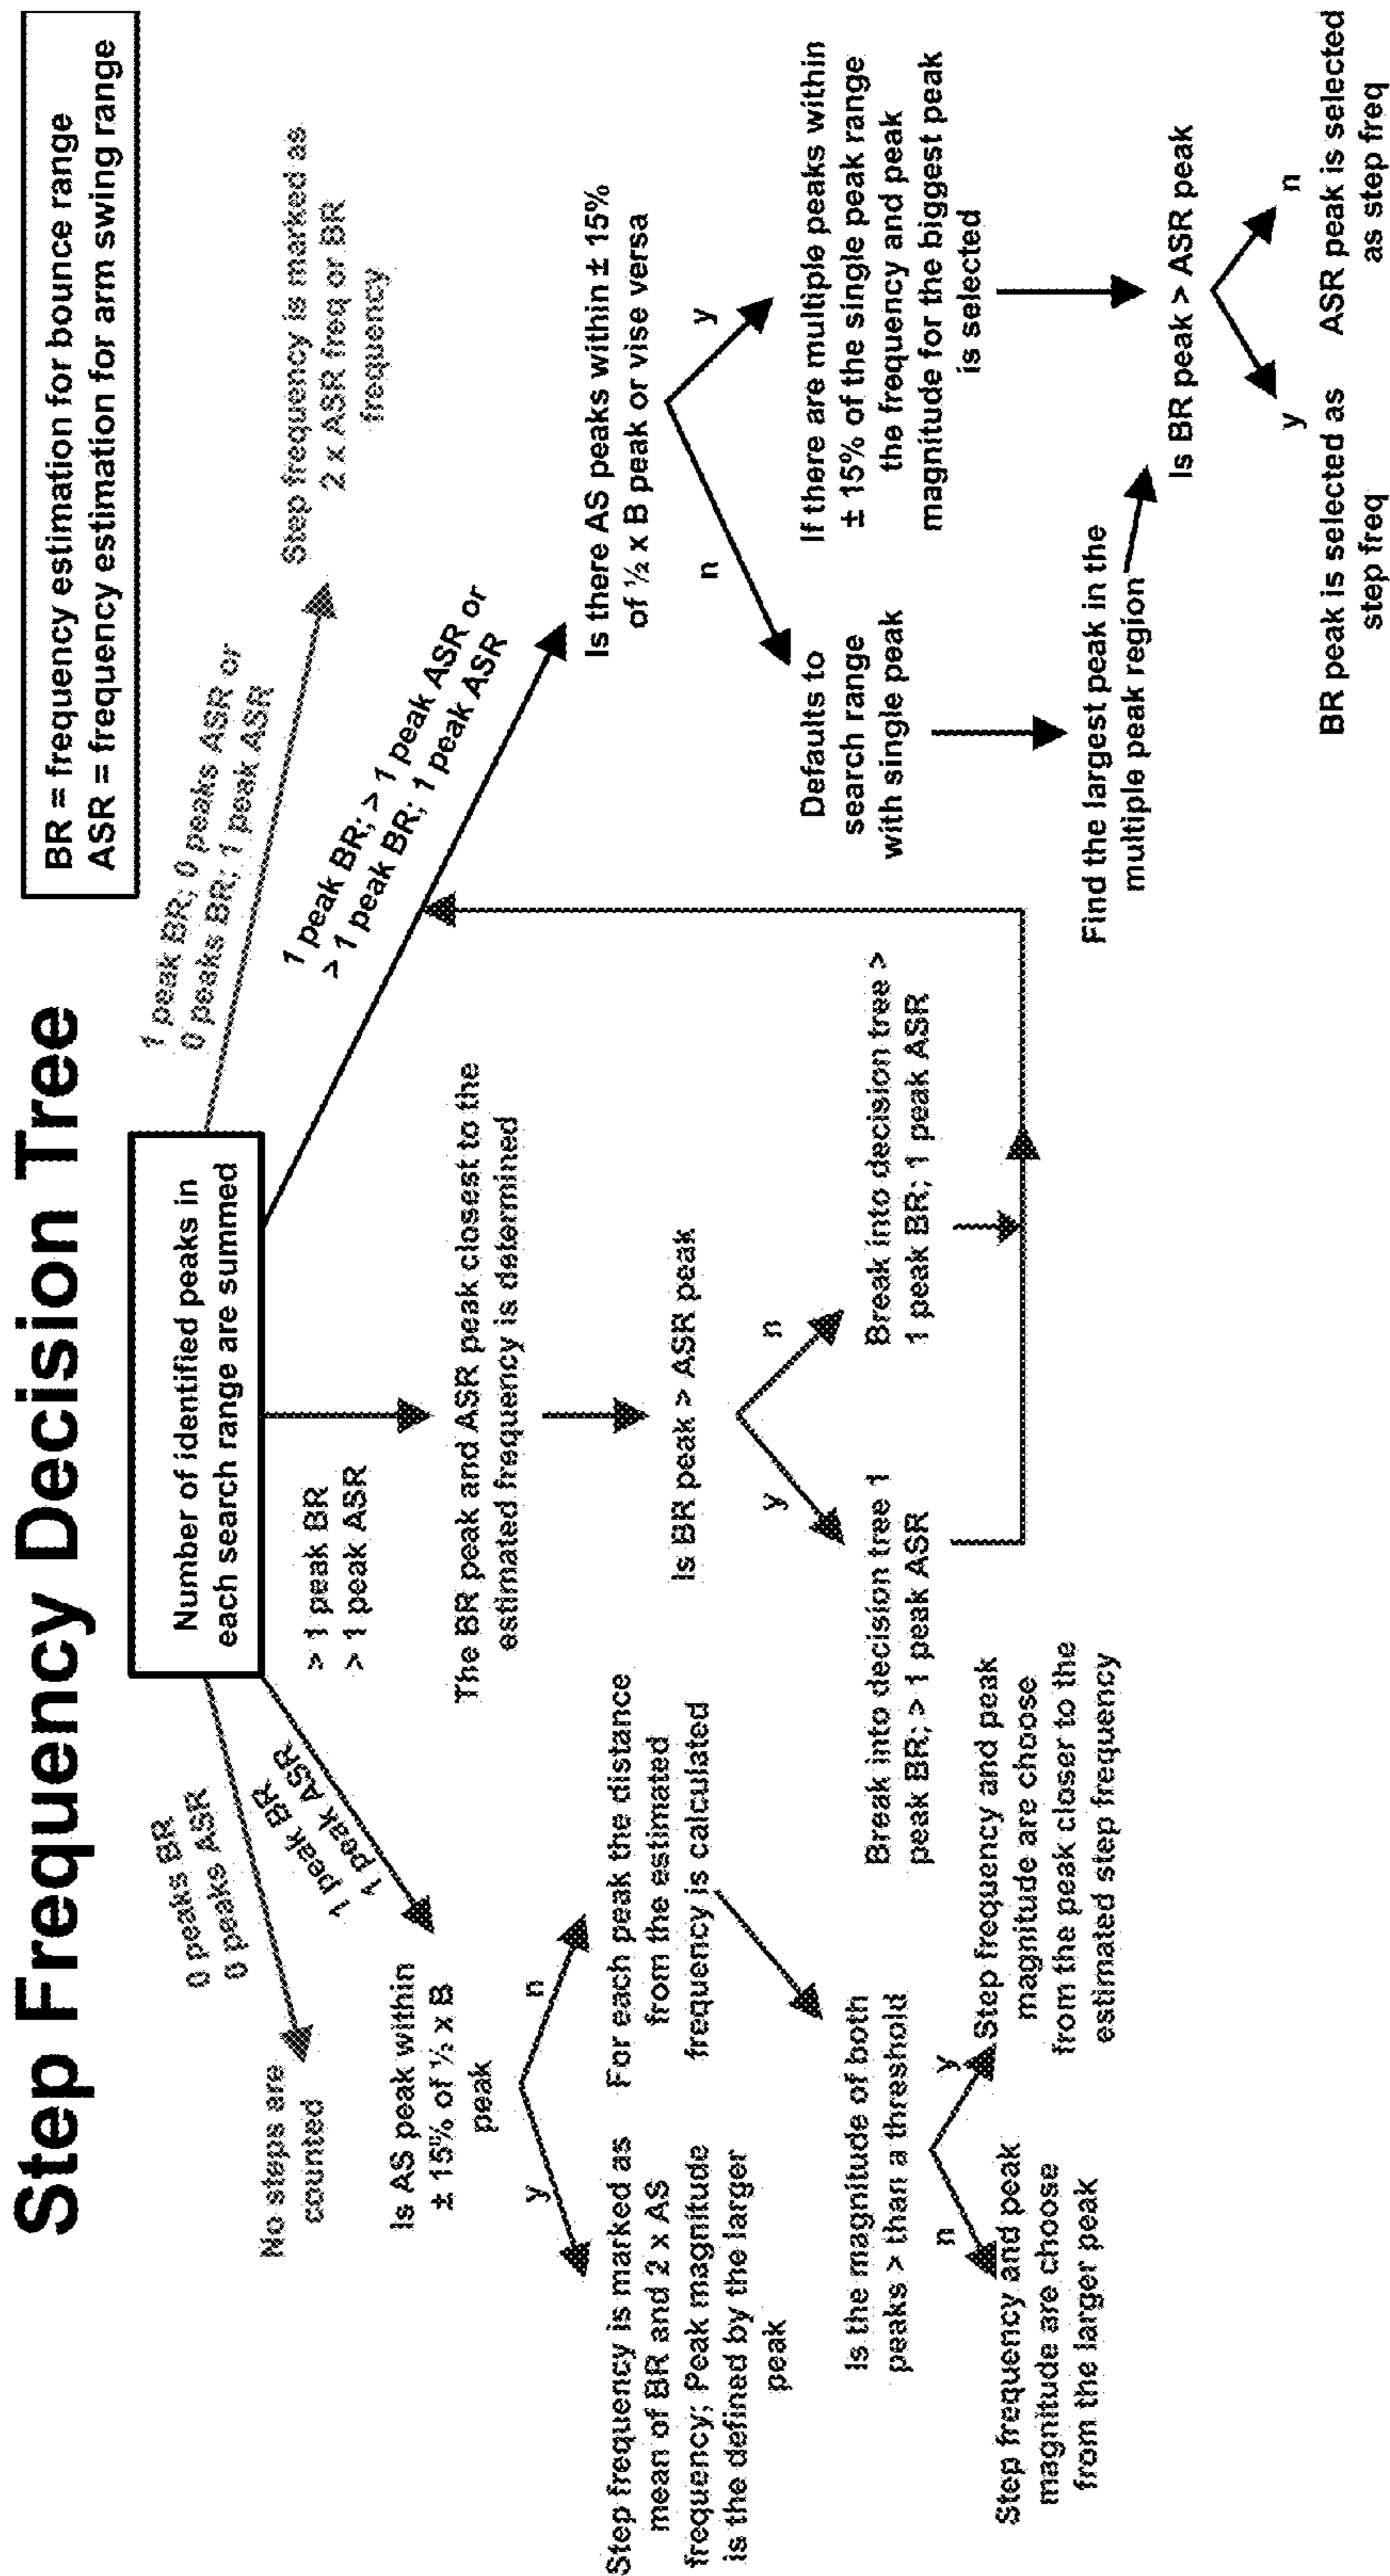 Step Frequency Decision Tree
BR = frequency estimation for bounce range
ASR = frequency estimation for arm swing range
Number of identified peaks in
each search range are summed
0 peaks BR
0 peaks ASR
No steps are
counted
1 peak BR
1 peak ASR
Is AS peak within
± 15% of ½ x B
peak
y
n
Step frequency is marked as
mean of BR and 2 x AS
frequency; Peak magnitude
is the defined by the larger
peak
For each peak the distance
from the estimated
frequency is calculated
Is the magnitude of both
peaks > than a threshold
n
y
Step frequency and peak
magnitude are choose
from the larger peak
Step frequency and peak
magnitude are choose
from the peak closer to the
estimated step frequency
> 1 peak BR
> 1 peak ASR
The BR peak and ASR peak closest to the
estimated frequency is determined
Is BR peak > ASR peak
y
n
Break into decision tree 1
peak BR; > 1 peak ASR
Break into decision tree >
1 peak BR; 1 peak ASR
1 peak BR; > 1 peak ASR or
> 1 peak BR; 1 peak ASR
Is there AS peaks within ± 15%
of ½ x B peak or vise versa
n
y
Defaults to
search range
with single peak
If there are multiple peaks within
± 15% of the single peak range
the frequency and peak
magnitude for the biggest peak
is selected
Find the largest peak in the
multiple peak region
Is BR peak > ASR peak
y
n
BR peak is selected as
step freq
ASR peak is selected
as step freq
1 peak BR; 0 peaks ASR or
0 peaks BR; 1 peak ASR
Step frequency is marked as
2 x ASR freq or BR
frequency